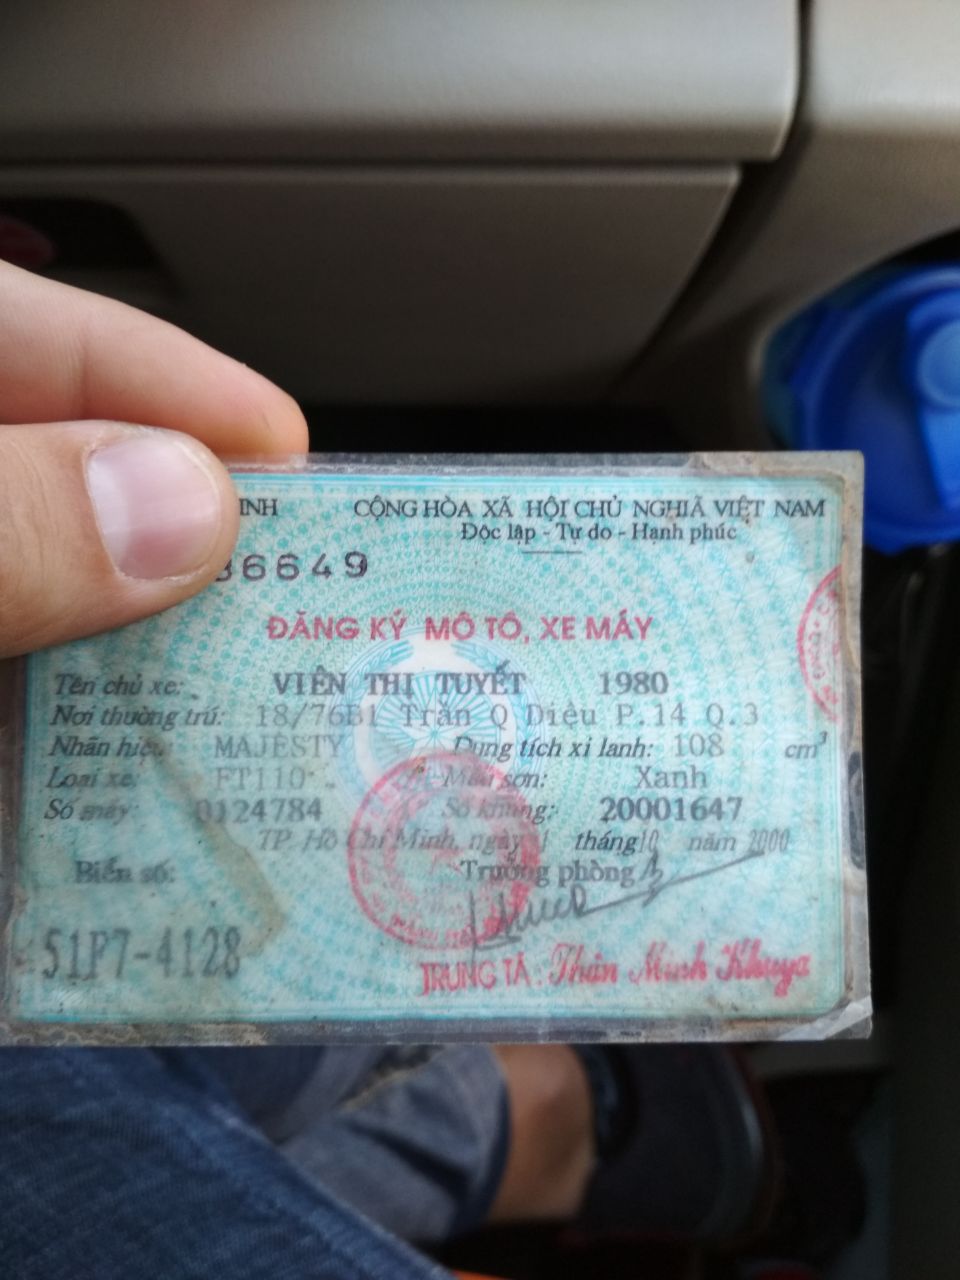 INH
CỘNG HÒA XÃ HỘI CHỦ NGHIÃ VIỆT NAM
Độc lập - Tự do - Hạnh phúc
36649
ĐĂNG KÝ MÔ TÔ, XE MÁY
Tên chủ xe: VIÊN THỊ TUYẾT 1980
Nơi thường trú: 18/76B1 Trần Q Diệu P.14 Q.3
Nhãn hiệu: MAJESTY Dung tích xi lanh: 108 cm³
Loại xe: FT110 Màu sơn: Xanh
Số máy: 0124784 Số khung: 20001647
TP. Hồ Chí Minh, ngày tháng 10 năm 2000
Biển số: Trưởng phòng
51F7-4128
TRUNG TÁ: Thân Minh Khuya